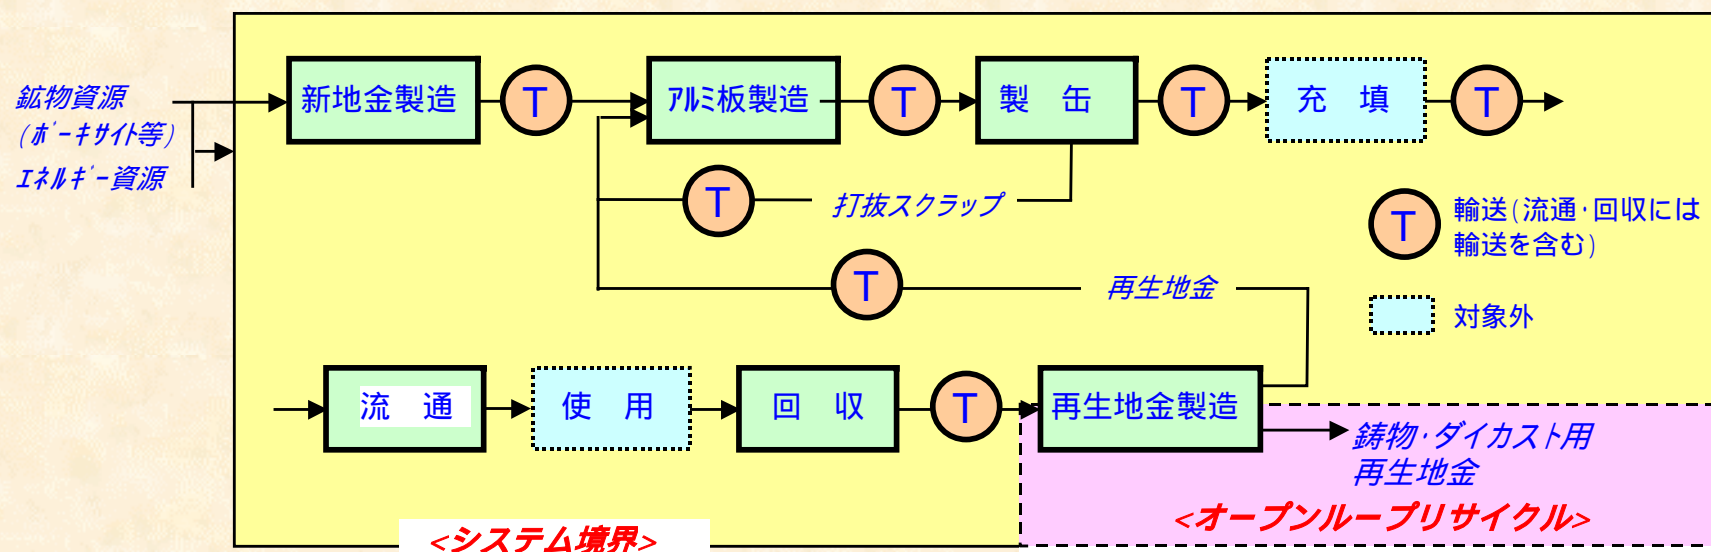 鉱物資源
(ﾎﾞｰｷｻｲﾄ等)
ｴﾈﾙｷﾞｰ資源
新地金製造
T
ｱﾙﾐ板製造
T
製　缶
T
充　填
T
T
打抜スクラップ
T
輸送(流通･回収には
輸送を含む)
T
再生地金
対象外
流　通
使　用
回　収
T
再生地金製造
鋳物･ダイカスト用
再生地金
<オープンループリサイクル>
<システム境界>